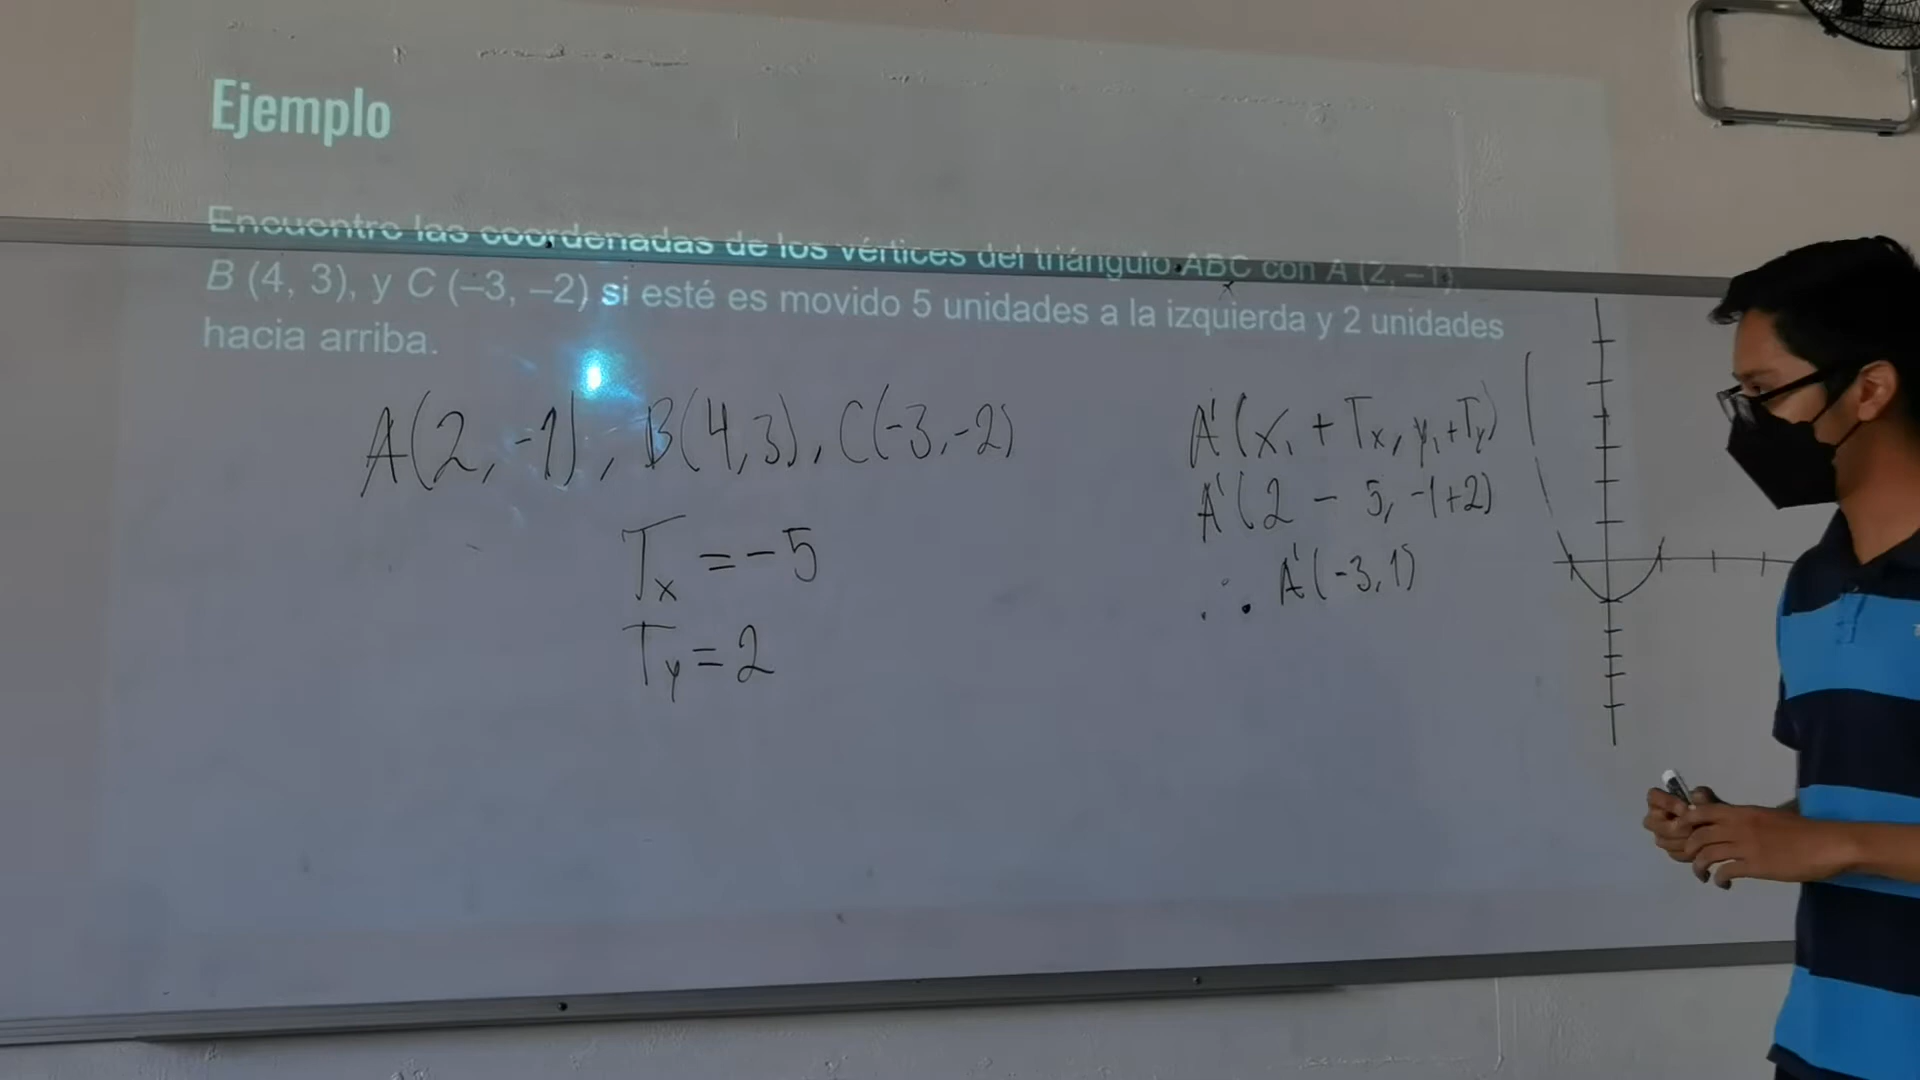 Ejemplo
Encuentre las coordenadas de los vértices del triángulo ABC con A (2, –1),
B (4, 3), y C (–3, –2) si esté es movido 5 unidades a la izquierda y 2 unidades
hacia arriba.
A(2, -1), B(4,3), C(-3,-2)
Tx = -5
Ty = 2
A'(x₁ + Tx, y₁+Ty)
A'(2 - 5, -1+2)
∴ A'(-3,1)